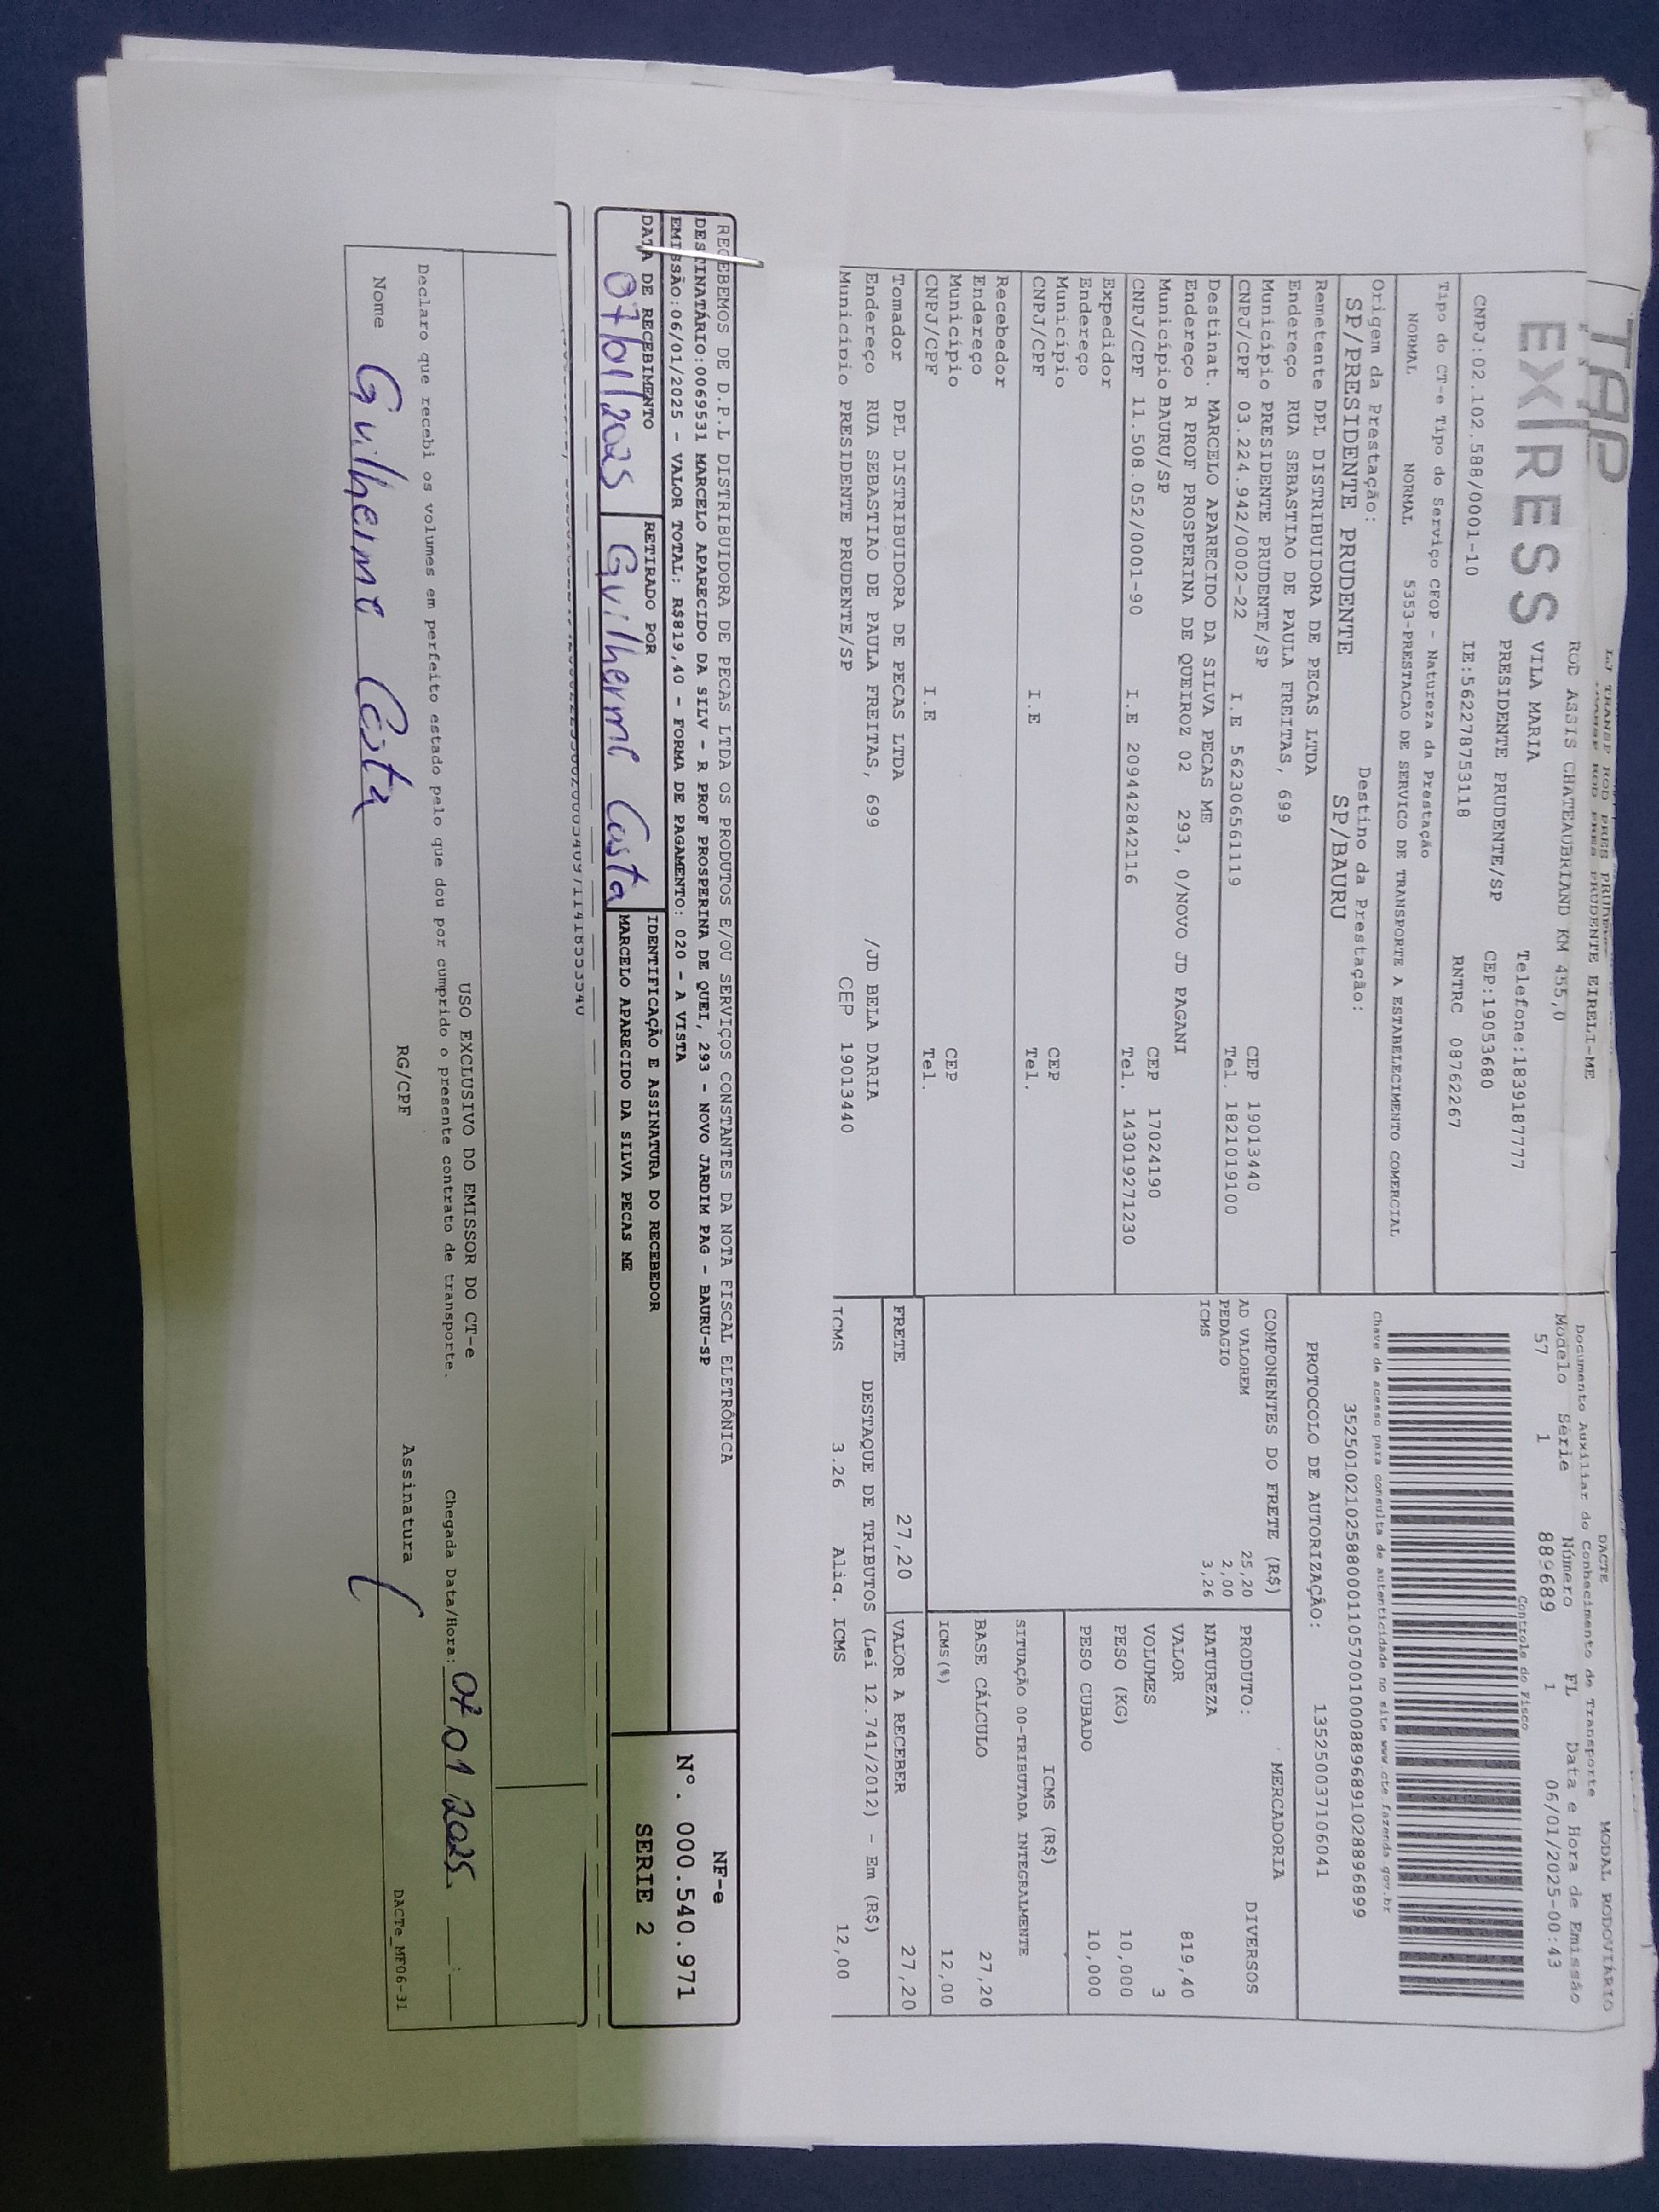 TAP
EXPRESS
LJ TRANSP ROD PRES PRUDENTE EIRELI-ME
ROD ASSIS CHATEAUBRIAND KM 455,0
VILA MARIA Telefone:1839187777
PRESIDENTE PRUDENTE/SP CEP:19053680
CNPJ:02.102.588/0001-10 IE:562278753118 RNTRC 08762267
Tipo do CT-e Tipo do Serviço CFOP - Natureza da Prestação
NORMAL NORMAL 5353-PRESTACAO DE SERVICO DE TRANSPORTE A ESTABELECIMENTO COMERCIAL
Origem da Prestação: Destino da Prestação:
SP/PRESIDENTE PRUDENTE SP/BAURU
Remetente DPL DISTRIBUIDORA DE PECAS LTDA
Endereço RUA SEBASTIAO DE PAULA FREITAS, 699
Município PRESIDENTE PRUDENTE/SP CEP 19013440
CNPJ/CPF 03.224.942/0002-22 I.E 562306561119 Tel. 1821019100
Destinat. MARCELO APARECIDO DA SILVA PECAS ME
Endereço R PROF PROSPERINA DE QUEIROZ 02 293, 0/NOVO JD PAGANI
Município BAURU/SP CEP 17024190
CNPJ/CPF 11.508.052/0001-90 I.E 209442842116 Tel. 143019271230
Expedidor
Endereço
Município CEP
CNPJ/CPF I.E Tel.
Recebedor
Endereço
Município CEP
CNPJ/CPF I.E Tel.
Tomador DPL DISTRIBUIDORA DE PECAS LTDA
Endereço RUA SEBASTIAO DE PAULA FREITAS, 699 /JD BELA DARIA
Município PRESIDENTE PRUDENTE/SP CEP 19013440
DACTE MODAL RODOVIÁRIO
Documento Auxiliar do Conhecimento de Transporte
Modelo Série Número FL Data e Hora de Emissão
57 1 889689 1 06/01/2025-00:43
Controle do Fisco
Chave de acesso para consulta de autenticidade no site www.cte.fazenda.gov.br
35250102102588000110570010008896891028896899
PROTOCOLO DE AUTORIZAÇÃO: 135250037106041
COMPONENTES DO FRETE (R$)
AD VALOREM 25,20
PEDAGIO 2,00
ICMS 3,26
MERCADORIA
PRODUTO: DIVERSOS
NATUREZA
VALOR 819,40
VOLUMES 3
PESO (KG) 10,000
PESO CUBADO 10,000
ICMS (R$)
SITUAÇÃO 00-TRIBUTADA INTEGRALMENTE
BASE CÁLCULO 27,20
ICMS(%) 12,00
FRETE 27,20 VALOR A RECEBER 27,20
DESTAQUE DE TRIBUTOS (Lei 12.741/2012) - Em (R$)
ICMS 3.26 Aliq. ICMS 12,00
RECEBEMOS DE D.P.L DISTRIBUIDORA DE PECAS LTDA OS PRODUTOS E/OU SERVIÇOS CONSTANTES DA NOTA FISCAL ELETRÔNICA
DESTINATÁRIO:0069531 MARCELO APARECIDO DA SILV - R PROF PROSPERINA DE QUEI, 293 - NOVO JARDIM PAG - BAURU-SP
EMISSÃO:06/01/2025 - VALOR TOTAL: R$819,40 - FORMA DE PAGAMENTO: 020 - A VISTA
DATA DE RECEBIMENTO RETIRADO POR IDENTIFICAÇÃO E ASSINATURA DO RECEBEDOR
07/01/2025 Guilherme Costa MARCELO APARECIDO DA SILVA PECAS ME
NF-e
Nº. 000.540.971
SERIE 2
USO EXCLUSIVO DO EMISSOR DO CT-e
Declaro que recebi os volumes em perfeito estado pelo que dou por cumprido o presente contrato de transporte. Chegada Data/Hora: 07 01 2025 __:__
Nome Guilherme Costa RG/CPF Assinatura
DACTe_MF06-31